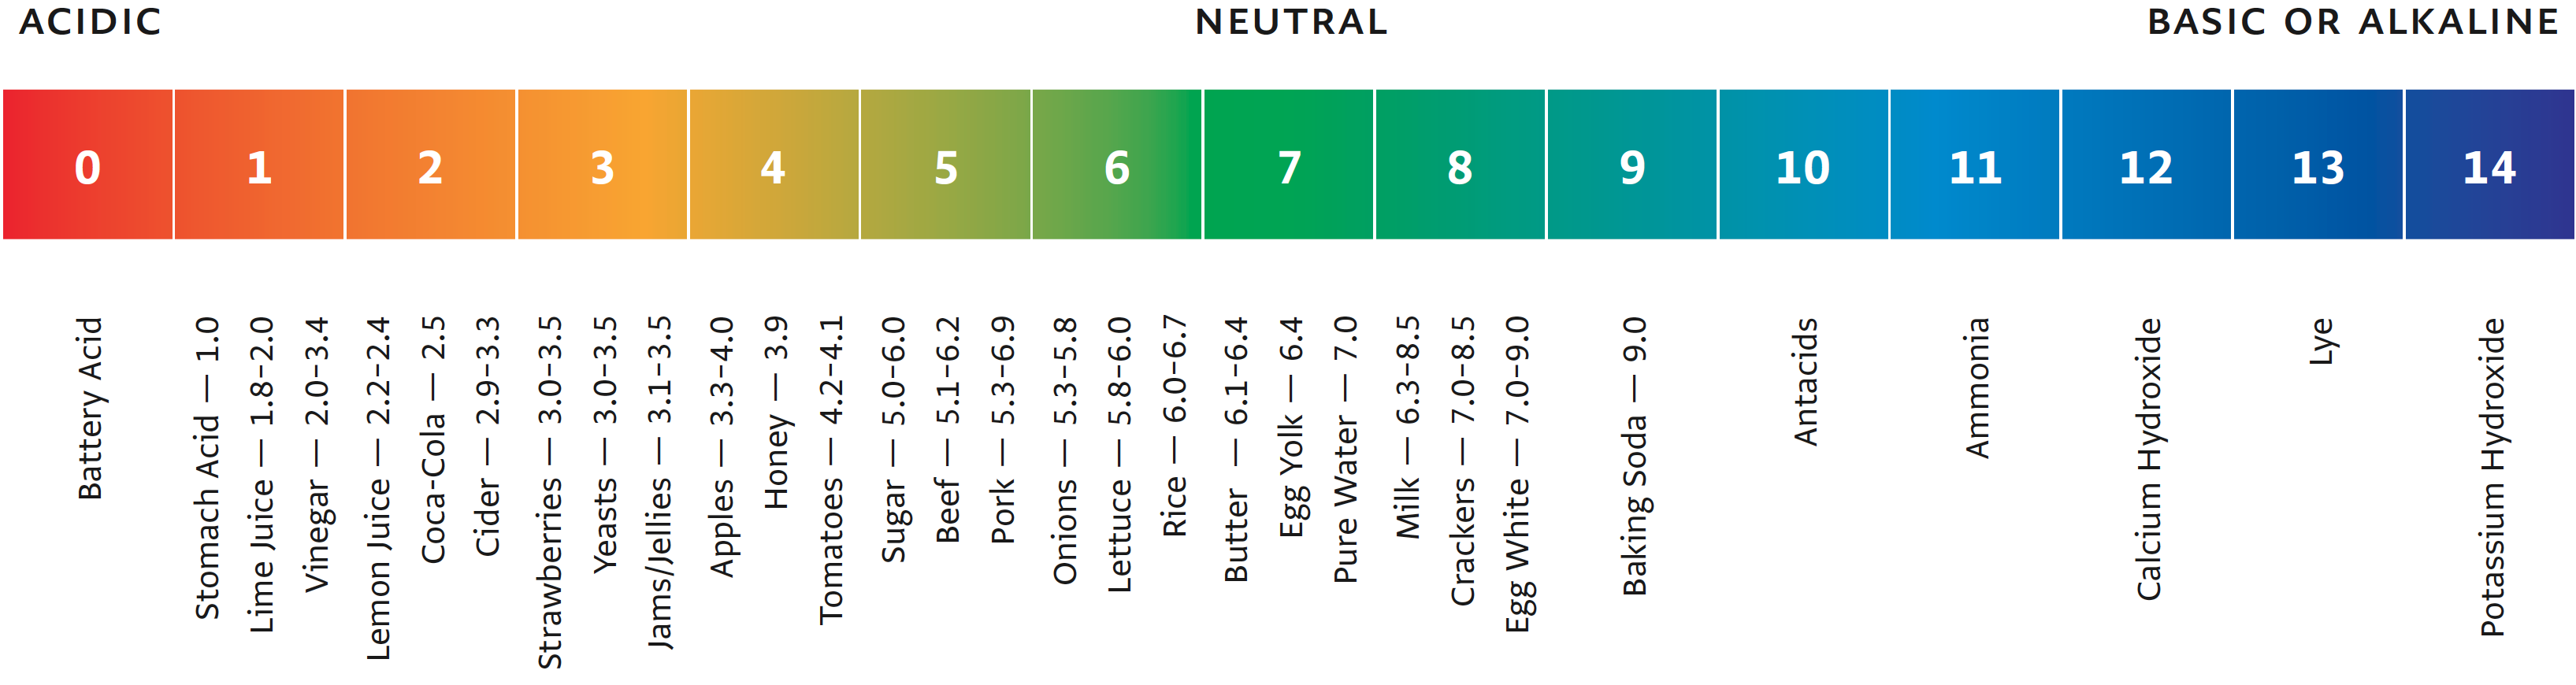 ACIDIC
NEUTRAL
BASIC OR ALKALINE
0
1
2
3
4
5
6
7
8
9
10
11
12
13
14
Battery Acid
Stomach Acid — 1.0
Lime Juice — 1.8–2.0
Vinegar — 2.0–3.4
Lemon Juice — 2.2–2.4
Coca-Cola — 2.5
Cider — 2.9–3.3
Strawberries — 3.0–3.5
Yeasts — 3.0–3.5
Jams/Jellies — 3.1–3.5
Apples — 3.3–4.0
Honey — 3.9
Tomatoes — 4.2–4.1
Sugar — 5.0–6.0
Beef — 5.1–6.2
Pork — 5.3–6.9
Onions — 5.3–5.8
Lettuce — 5.8–6.0
Rice — 6.0–6.7
Butter — 6.1–6.4
Egg Yolk — 6.4
Pure Water — 7.0
Milk — 6.3–8.5
Crackers — 7.0–8.5
Egg White — 7.0–9.0
Baking Soda — 9.0
Antacids
Ammonia
Calcium Hydroxide
Lye
Potassium Hydroxide